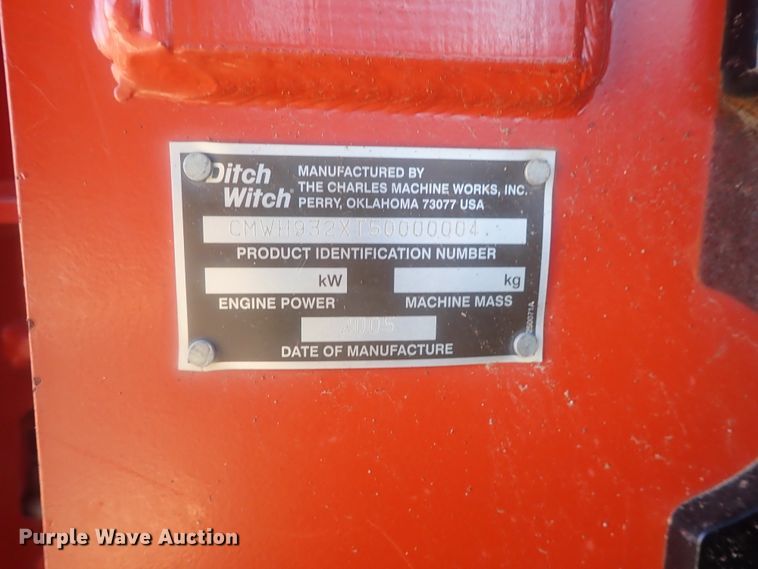 Ditch Witch®
MANUFACTURED BY
THE CHARLES MACHINE WORKS, INC.
PERRY, OKLAHOMA 73077 USA
CMWH932XT50000004
PRODUCT IDENTIFICATION NUMBER
kW
kg
ENGINE POWER
MACHINE MASS
2005
DATE OF MANUFACTURE
Purple Wave Auction